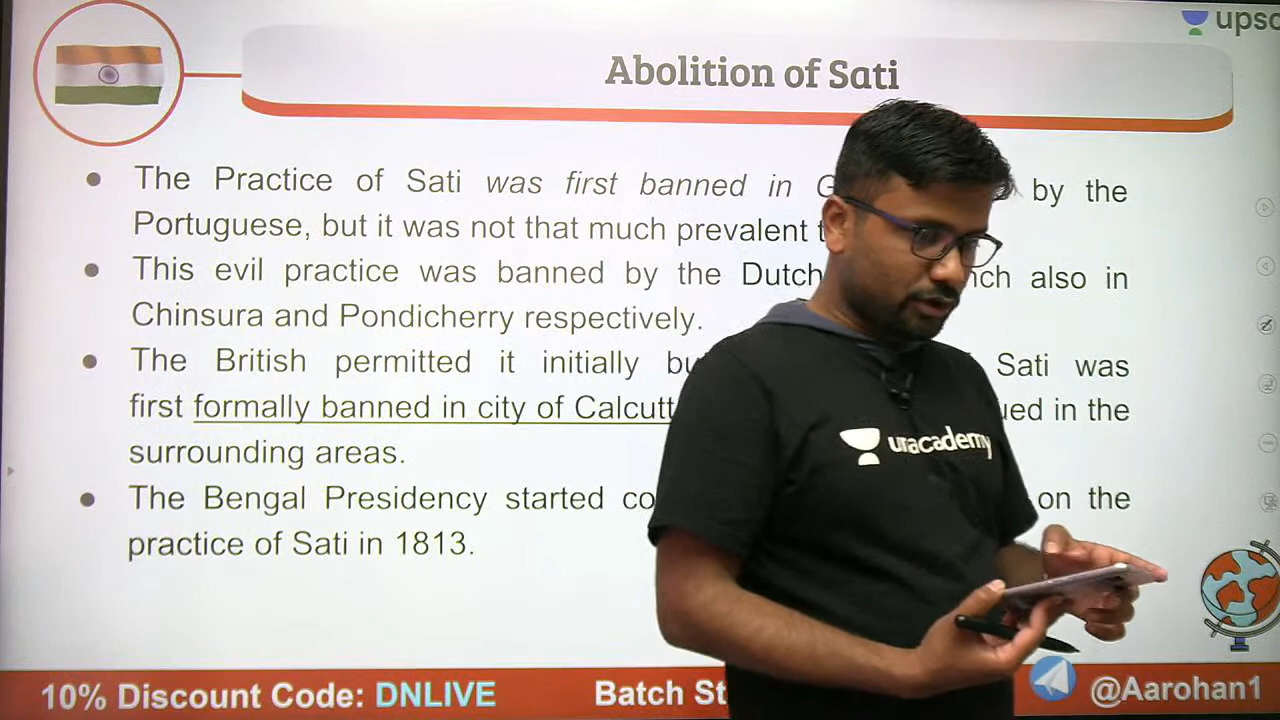 upsc
Abolition of Sati
The Practice of Sati was first banned in by the
Portuguese, but it was not that much prevalent
This evil practice was banned by the Dutch also in
Chinsura and Pondicherry respectively.
The British permitted it initially Sati was
first formally banned in city of in the
surrounding areas.
The Bengal Presidency started on the
practice of Sati in 1813.
unacademy
10% Discount Code: DNLIVE
Batch
@Aarohan1